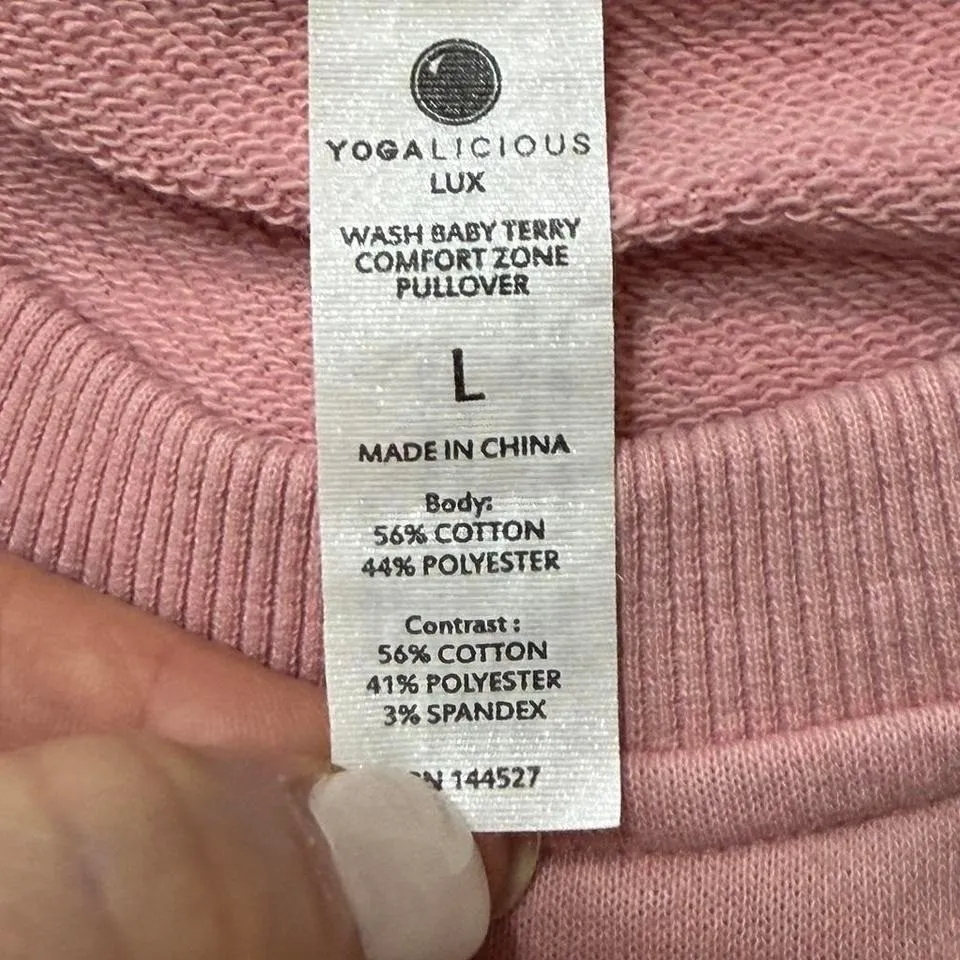 YOGALICIOUS
LUX
WASH BABY TERRY
COMFORT ZONE
PULLOVER
L
MADE IN CHINA
Body:
56% COTTON
44% POLYESTER
Contrast :
56% COTTON
41% POLYESTER
3% SPANDEX
144527